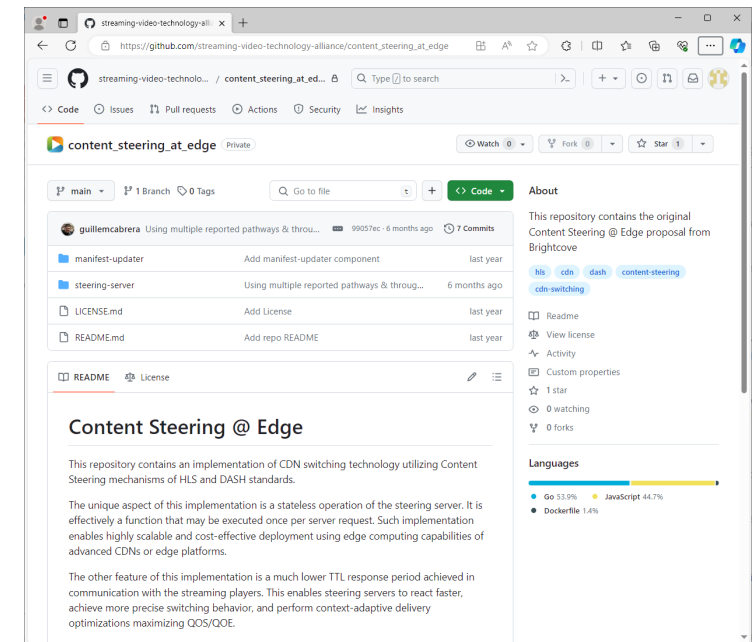 streaming-video-technology-alli
https://github.com/streaming-video-technology-alliance/content_steering_at_edge
streaming-video-technolo... / content_steering_at_ed...
Type / to search
Code Issues Pull requests Actions Security Insights
content_steering_at_edge Private
Watch 0 Fork 0 Star 1
main 1 Branch 0 Tags Go to file t Code
guillemcabrera Using multiple reported pathways & throu... 99057ec · 6 months ago 7 Commits
manifest-updater Add manifest-updater component last year
steering-server Using multiple reported pathways & throug... 6 months ago
LICENSE.md Add License last year
README.md Add repo README last year
README License
Content Steering @ Edge
This repository contains an implementation of CDN switching technology utilizing Content
Steering mechanisms of HLS and DASH standards.
The unique aspect of this implementation is a stateless operation of the steering server. It is
effectively a function that may be executed once per server request. Such implementation
enables highly scalable and cost-effective deployment using edge computing capabilities of
advanced CDNs or edge platforms.
The other feature of this implementation is a much lower TTL response period achieved in
communication with the streaming players. This enables steering servers to react faster,
achieve more precise switching behavior, and perform context-adaptive delivery
optimizations maximizing QOS/QOE.
About
This repository contains the original
Content Steering @ Edge proposal from
Brightcove
hls cdn dash content-steering
cdn-switching
Readme
View license
Activity
Custom properties
1 star
0 watching
0 forks
Languages
Go 53.9% JavaScript 44.7%
Dockerfile 1.4%